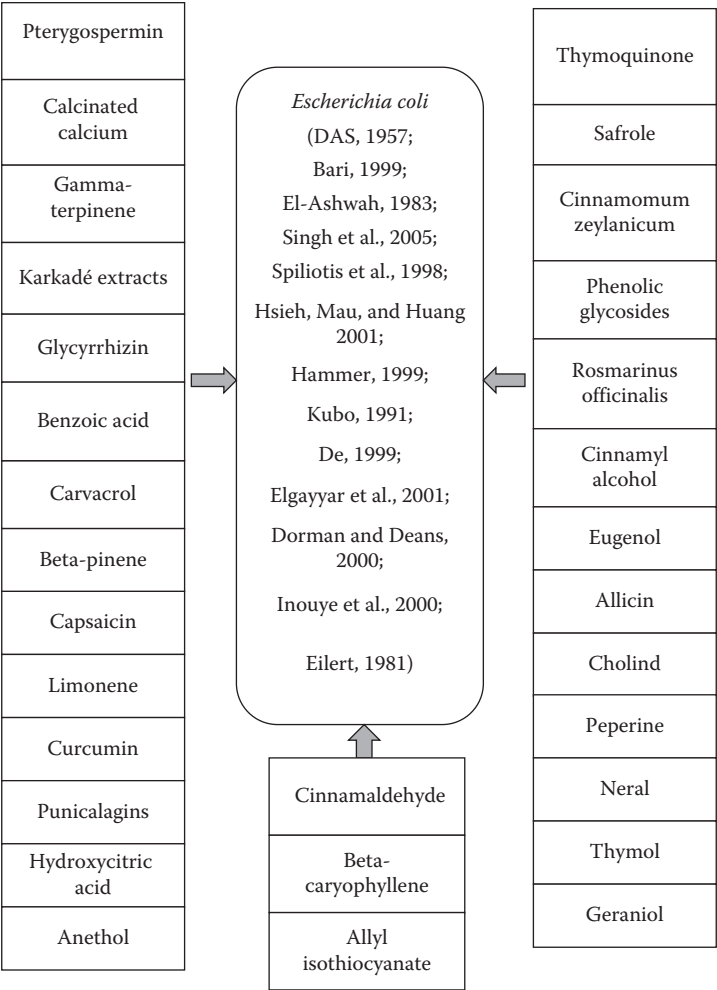 Pterygospermin
Calcinated
calcium
Gamma-
terpinene
Karkadé extracts
Glycyrrhizin
Benzoic acid
Carvacrol
Beta-pinene
Capsaicin
Limonene
Curcumin
Punicalagins
Hydroxycitric
acid
Anethol
Escherichia coli
(DAS, 1957;
Bari, 1999;
El-Ashwah, 1983;
Singh et al., 2005;
Spiliotis et al., 1998;
Hsieh, Mau, and Huang
2001;
Hammer, 1999;
Kubo, 1991;
De, 1999;
Elgayyar et al., 2001;
Dorman and Deans,
2000;
Inouye et al., 2000;
Eilert, 1981)
Cinnamaldehyde
Beta-
caryophyllene
Allyl
isothiocyanate
Thymoquinone
Safrole
Cinnamomum
zeylanicum
Phenolic
glycosides
Rosmarinus
officinalis
Cinnamyl
alcohol
Eugenol
Allicin
Cholind
Peperine
Neral
Thymol
Geraniol